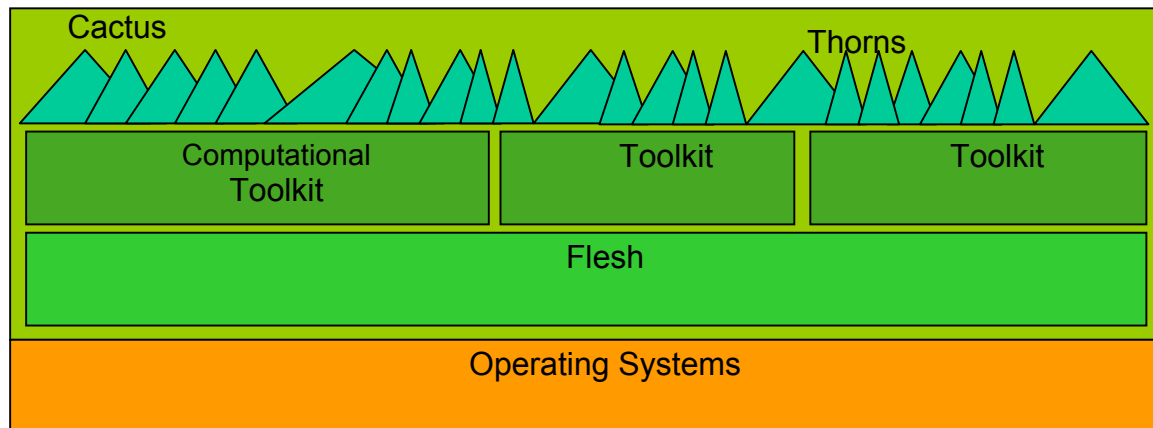 Cactus
Thorns
Computational
Toolkit
Toolkit
Toolkit
Flesh
Operating Systems